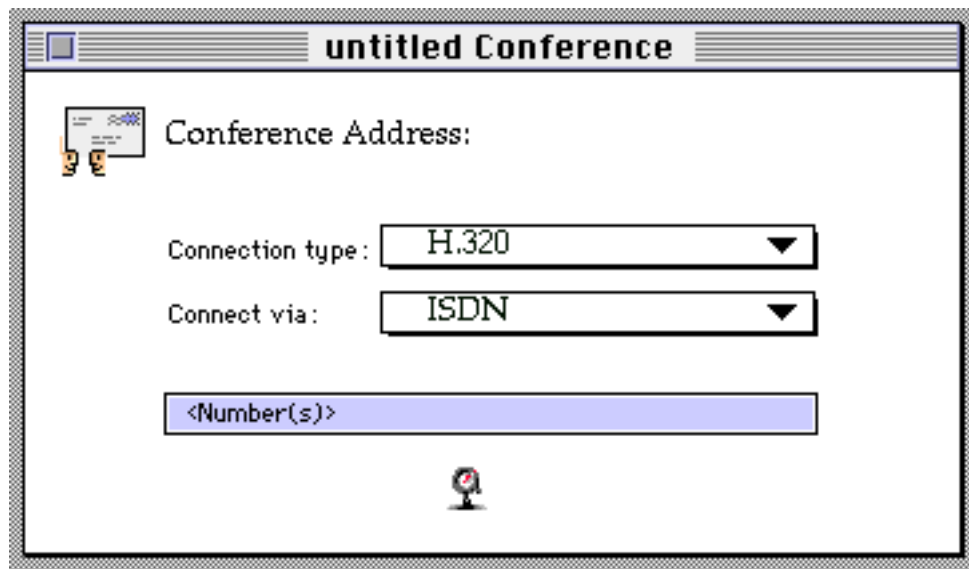 untitled Conference
Conference Address:
Connection type: H.320
Connect via: ISDN
<Number(s)>